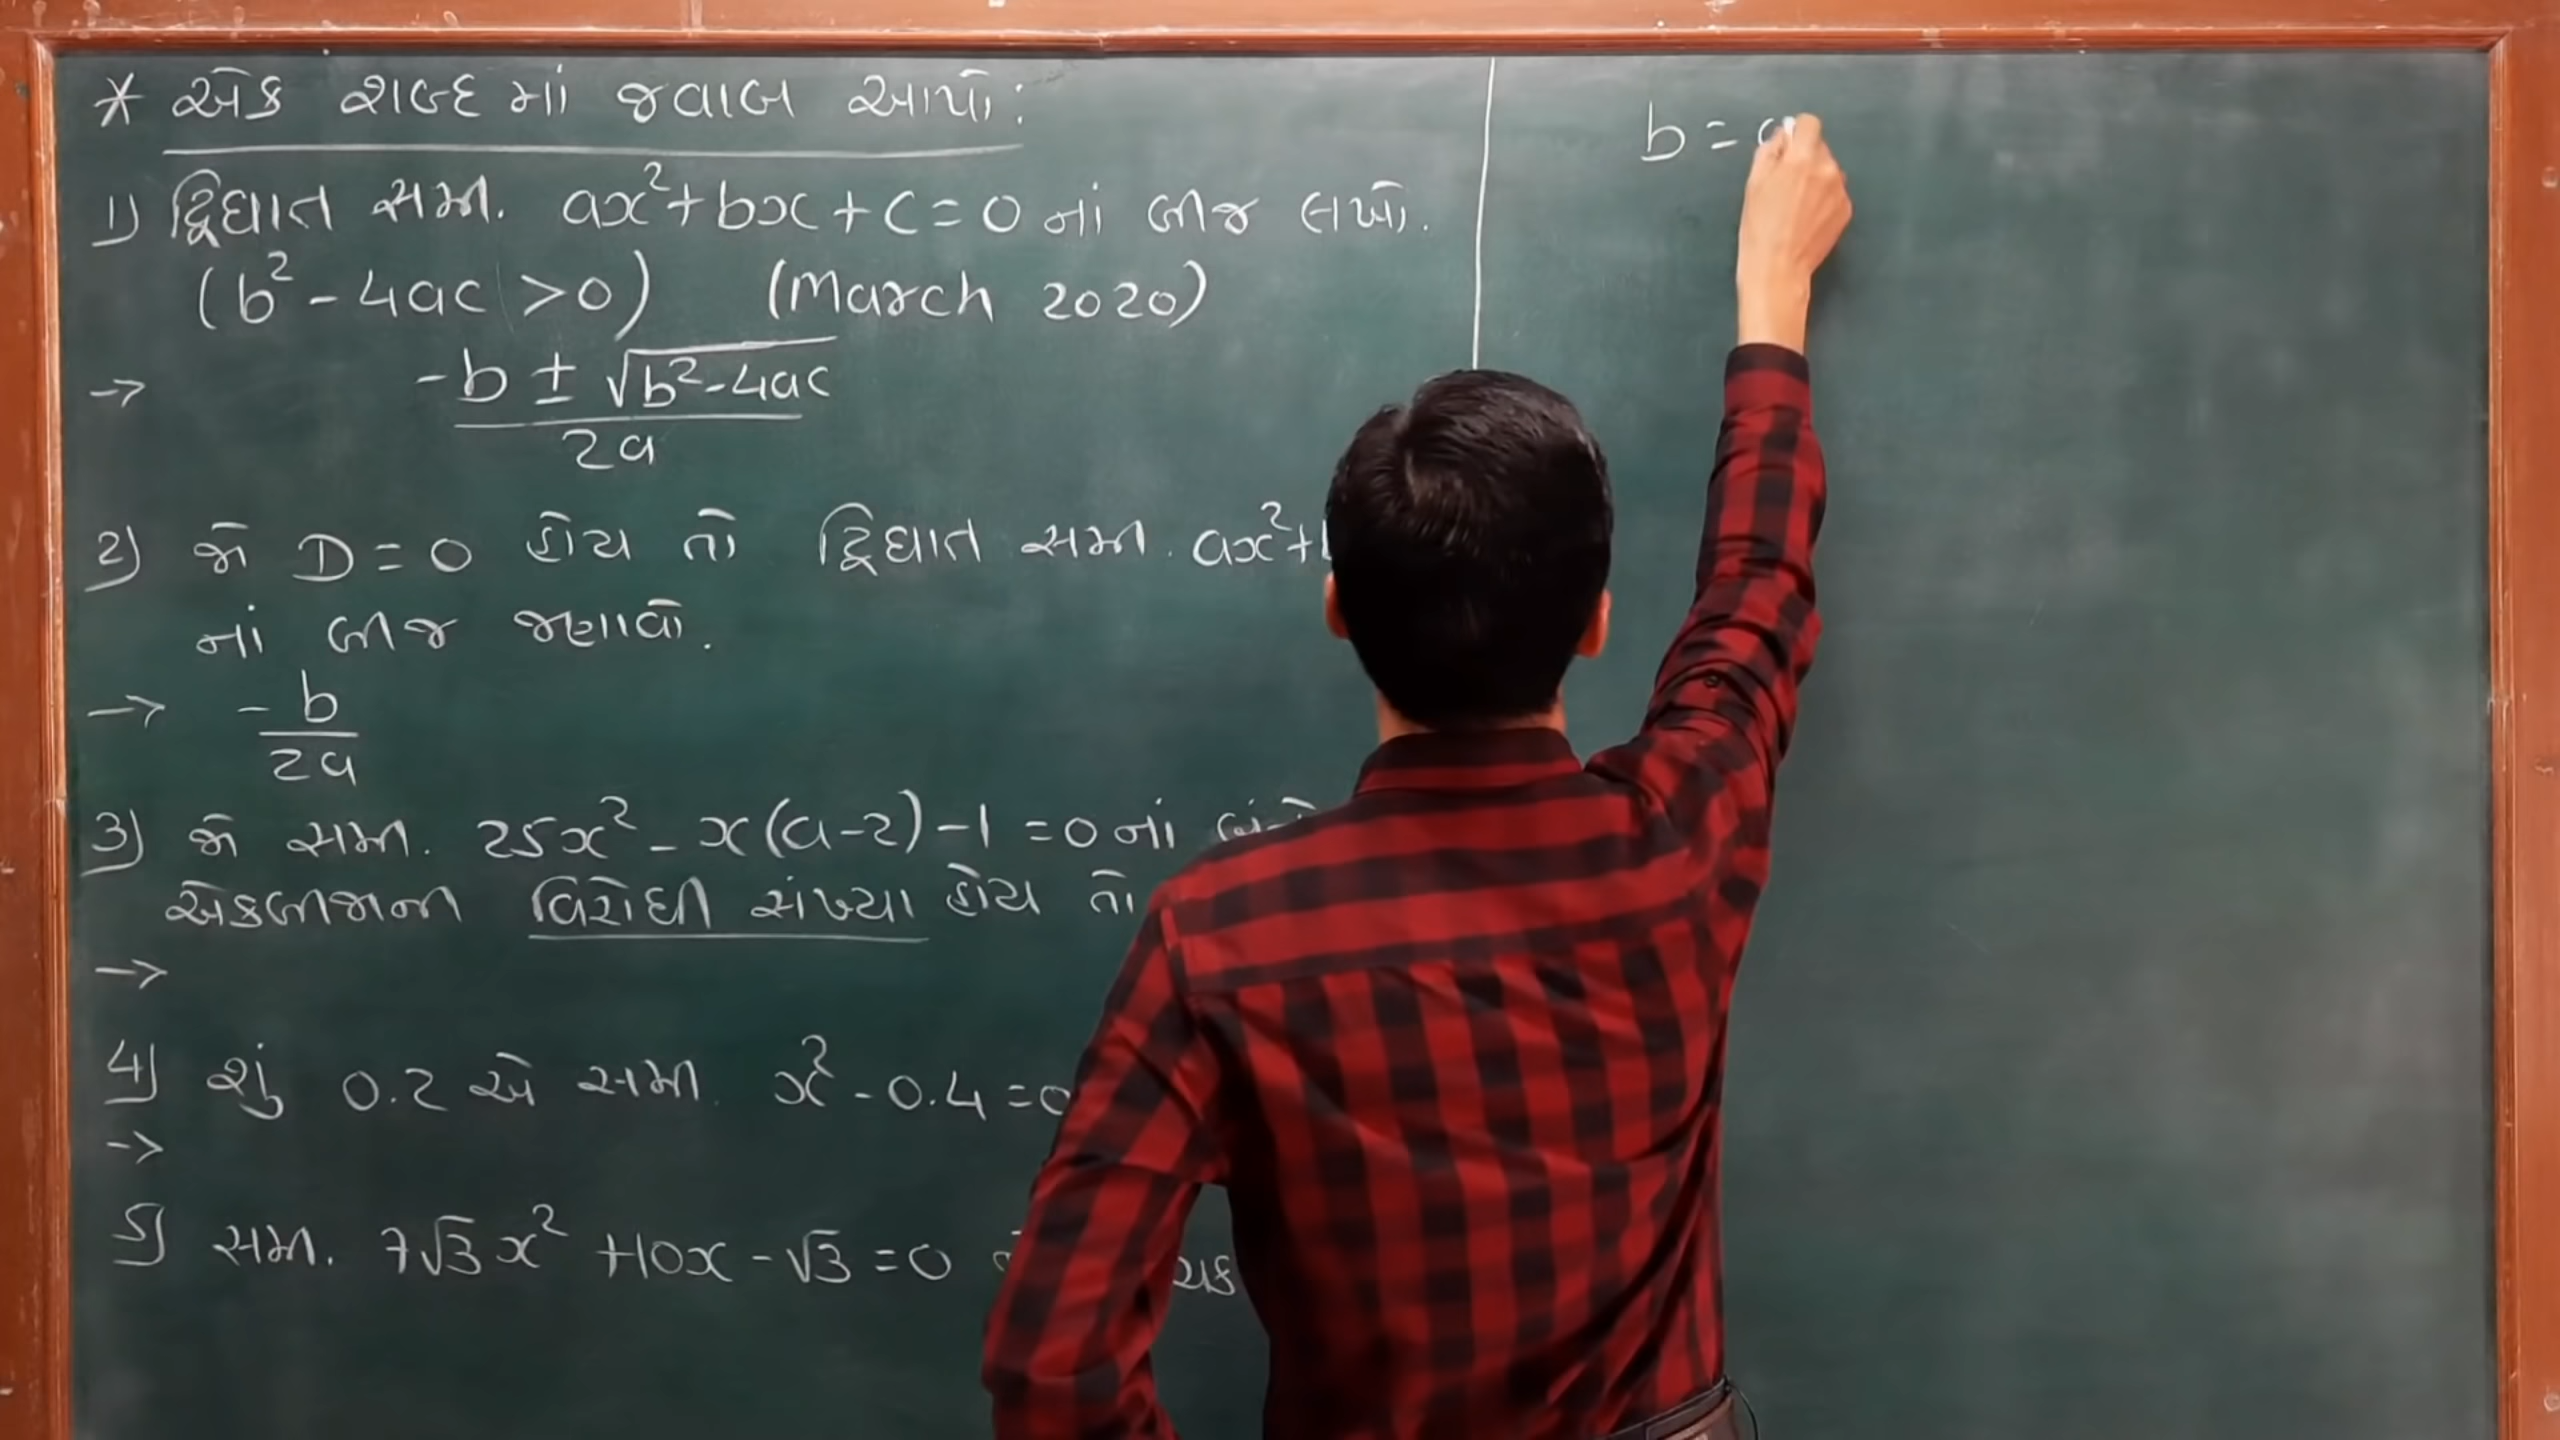 * એક શબ્દમાં જવાબ આપો:
1) દ્વિઘાત સમી. ax²+bx+c=0 નાં બીજ લખો.
(b²-4ac>0) (March 2020)
→ -b ± √b²-4ac
2a
2) જો D=0 હોય તો દ્વિઘાત સમી. ax²+
નાં બીજ જણાવો.
→ -b
2a
3) જો સમી. 25x²-x(a-2)-1=0 નાં
એકબીજાની વિરોધી સંખ્યા હોય તો
→
4) શું 0.2 એ સમી. x²-0.4=0
→
5) સમી. 7√3x²+10x-√3=0
b=